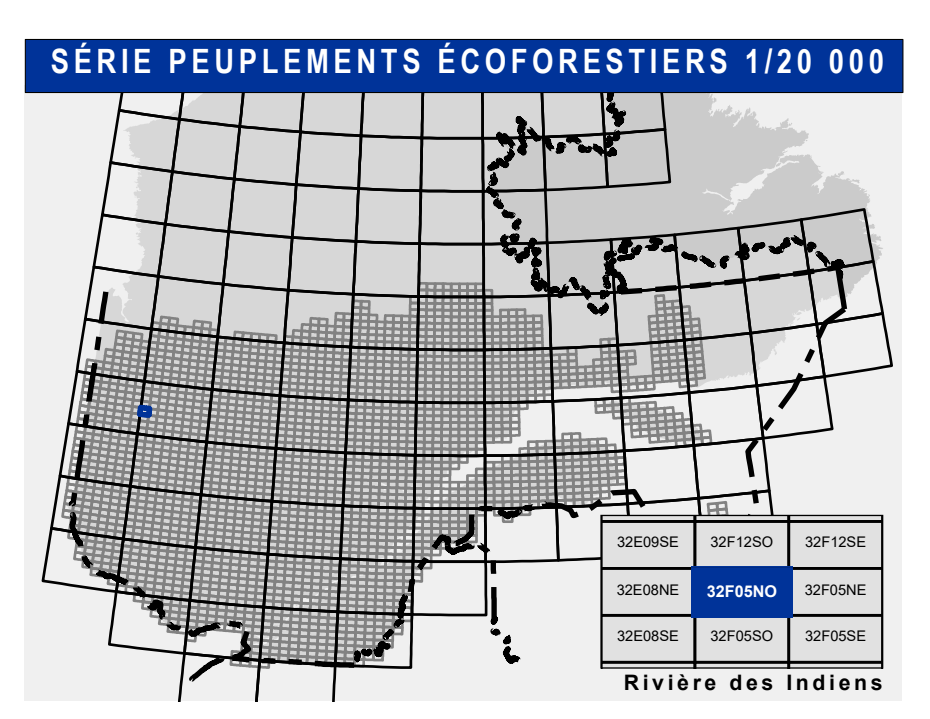 SÉRIE PEUPLEMENTS ÉCOFORESTIERS 1/20 000
32E09SE 32F12SO 32F12SE
32E08NE 32F05NO 32F05NE
32E08SE 32F05SO 32F05SE
Rivière des Indiens